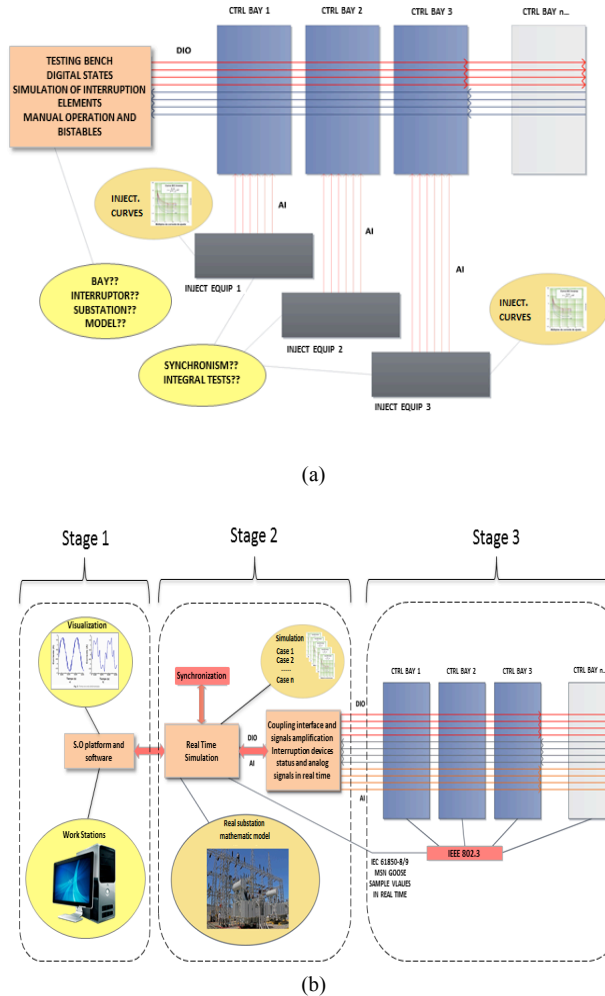 CTRL BAY 1
CTRL BAY 2
CTRL BAY 3
CTRL BAY n...
DIO
TESTING BENCH
DIGITAL STATES
SIMULATION OF INTERRUPTION
ELEMENTS
MANUAL OPERATION AND
BISTABLES
INJECT.
CURVES
AI
AI
AI
INJECT EQUIP 1
BAY??
INTERRUPTOR??
SUBSTATION??
MODEL??
INJECT EQUIP 2
SYNCHRONISM??
INTEGRAL TESTS??
INJECT.
CURVES
INJECT EQUIP 3
(a)
Stage 1
Stage 2
Stage 3
Visualization
Synchronization
Simulation
Case 1
Case 2
Case n
CTRL BAY 1
CTRL BAY 2
CTRL BAY 3
CTRL BAY n...
S.O platform and
software
Real Time
Simulation
DIO
AI
Coupling interface and
signals amplification
Interruption devices
status and analog
signals in real time
DIO
AI
Work Stations
Real substation
mathematic model
IEC 61850-8/9
MSN GOOSE
SAMPLE VLAUES
IN REAL TIME
IEEE 802.3
(b)